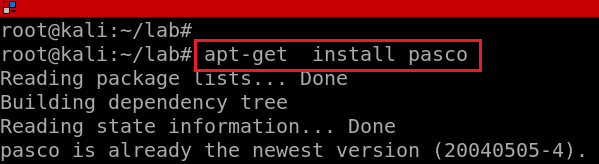 root@kali:~/lab#
root@kali:~/lab# apt-get  install pasco
Reading package lists... Done
Building dependency tree
Reading state information... Done
pasco is already the newest version (20040505-4).